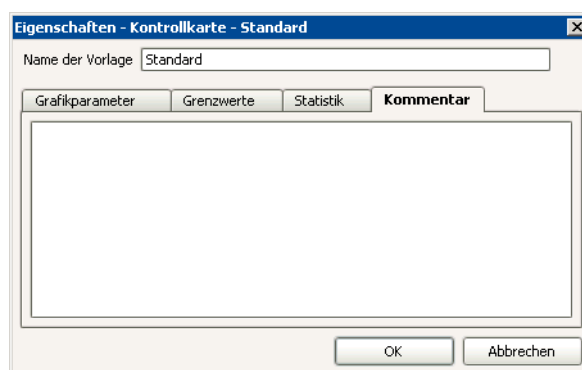 Eigenschaften - Kontrollkarte - Standard
Name der Vorlage Standard
Grafikparameter Grenzwerte Statistik Kommentar
OK Abbrechen